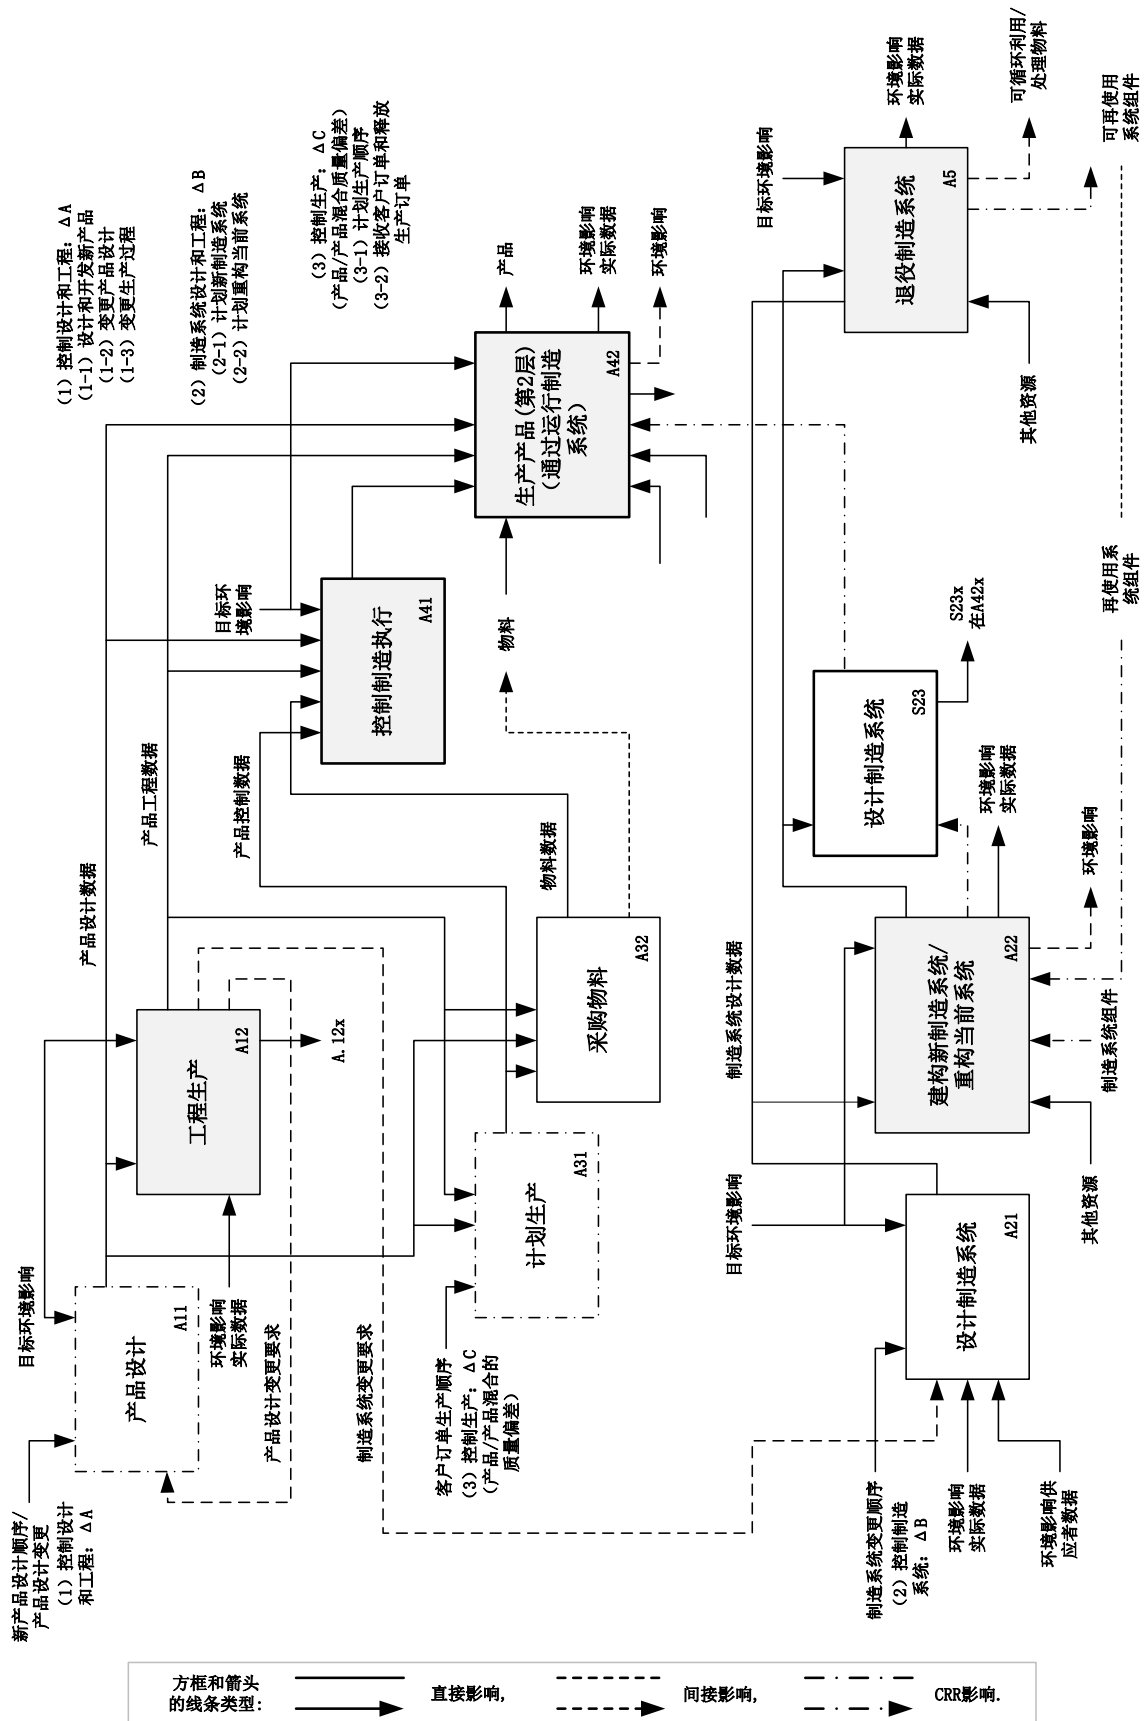 新产品设计顺序/
产品设计变更
(1) 控制设计
和工程: ΔA
目标环境影响
产品设计
A11
环境影响
实际数据
产品设计变更要求
制造系统变更要求
产品设计数据
工程生产
A12
A.12x
产品工程数据
(1) 控制设计和工程: ΔA
(1-1) 设计和开发新产品
(1-2) 变更产品设计
(1-3) 变更生产过程
(2) 制造系统设计和工程: ΔB
(2-1) 计划新制造系统
(2-2) 计划重构当前系统
(3) 控制生产: ΔC
(产品/产品混合质量偏差)
(3-1) 计划生产顺序
(3-2) 接收客户订单和释放
生产订单
客户订单生产顺序
(3) 控制生产: ΔC
(产品/产品混合的
质量偏差)
计划生产
A31
产品控制数据
采购物料
A32
物料数据
目标环
境影响
控制制造执行
A41
物料
生产产品(第2层)
(通过运行制造
系统)
A42
产品
环境影响
实际数据
环境影响
制造系统变更顺序
(2) 控制制造
系统: ΔB
环境影响
实际数据
环境影响供
应者数据
目标环境影响
设计制造系统
A21
制造系统设计数据
建构新制造系统/
重构当前系统
A22
其他资源
制造系统组件
环境影响
实际数据
环境影响
设计制造系统
S23
S23x
在A42x
再使用系
统组件
目标环境影响
退役制造系统
A5
其他资源
环境影响
实际数据
可循环利用/
处理物料
可再使用
系统组件
方框和箭头
的线条类型:
直接影响,
间接影响,
CRR影响.